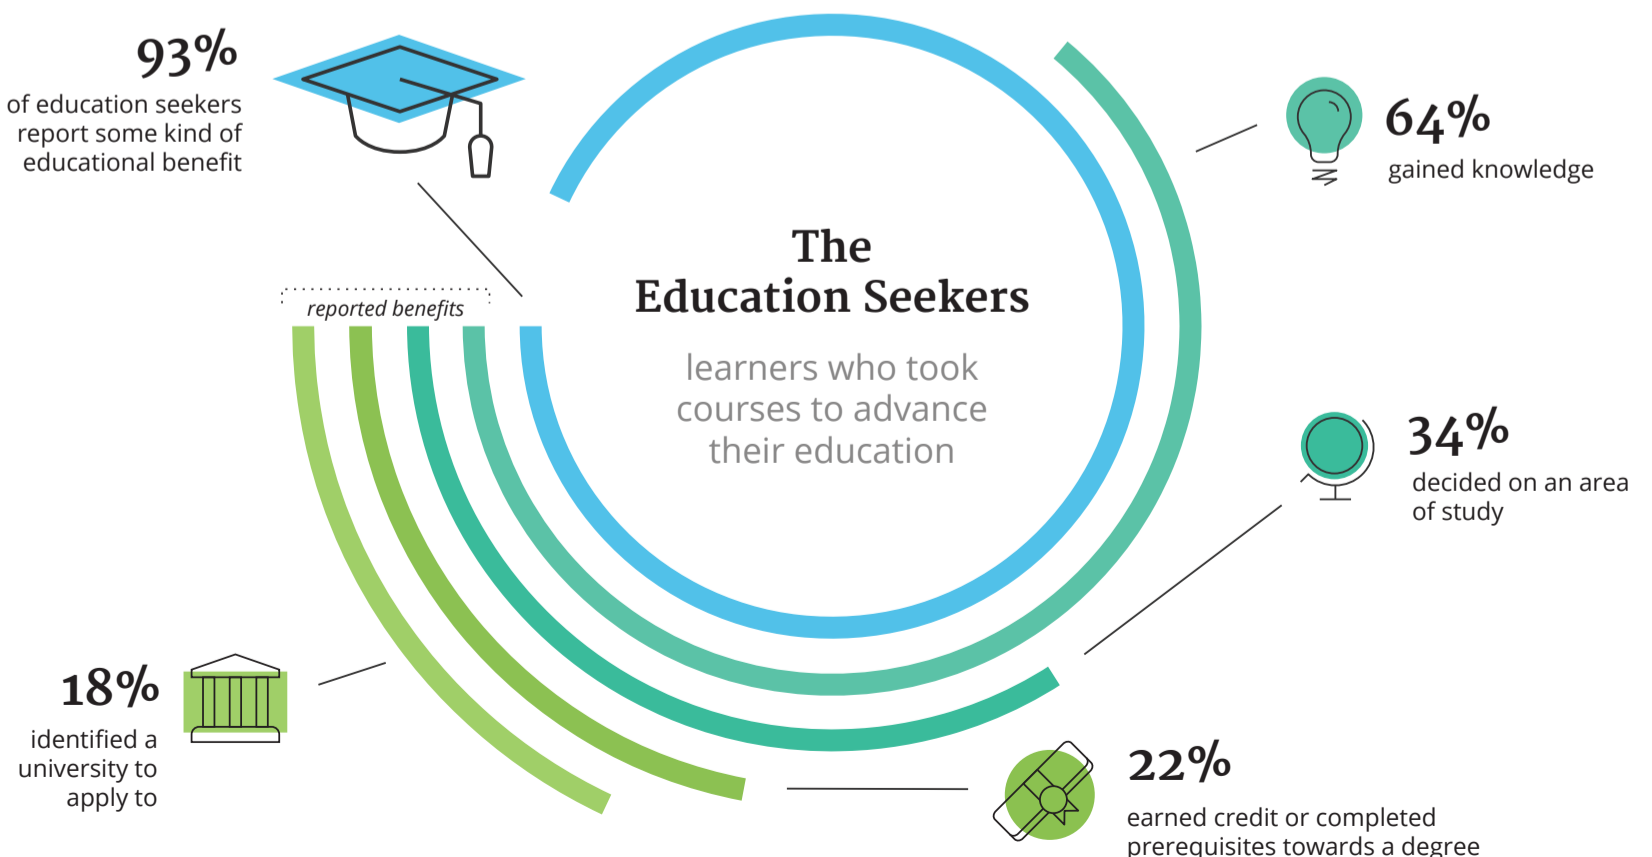 93%
of education seekers
report some kind of
educational benefit
reported benefits
The
Education Seekers
learners who took
courses to advance
their education
64%
gained knowledge
34%
decided on an area
of study
22%
earned credit or completed
prerequisites towards a degree
18%
identified a
university to
apply to